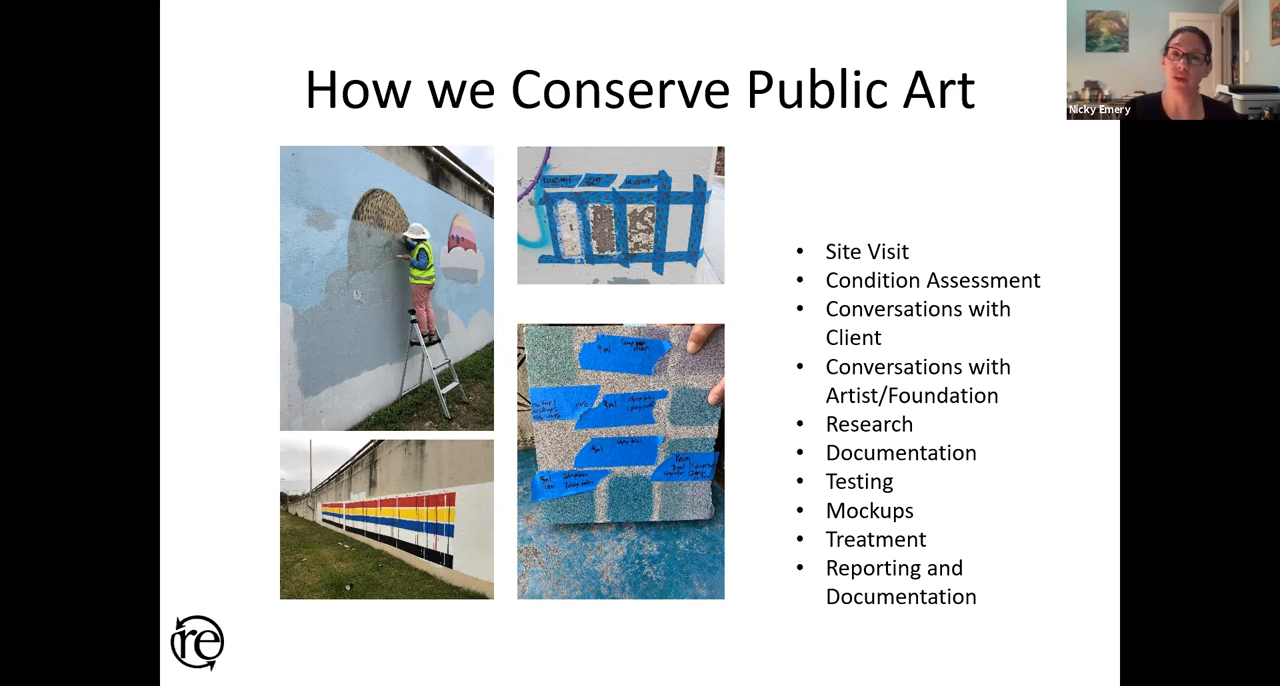 How we Conserve Public Art
Nicky Emery
• Site Visit
• Condition Assessment
• Conversations with
Client
• Conversations with
Artist/Foundation
• Research
• Documentation
• Testing
• Mockups
• Treatment
• Reporting and
Documentation
re